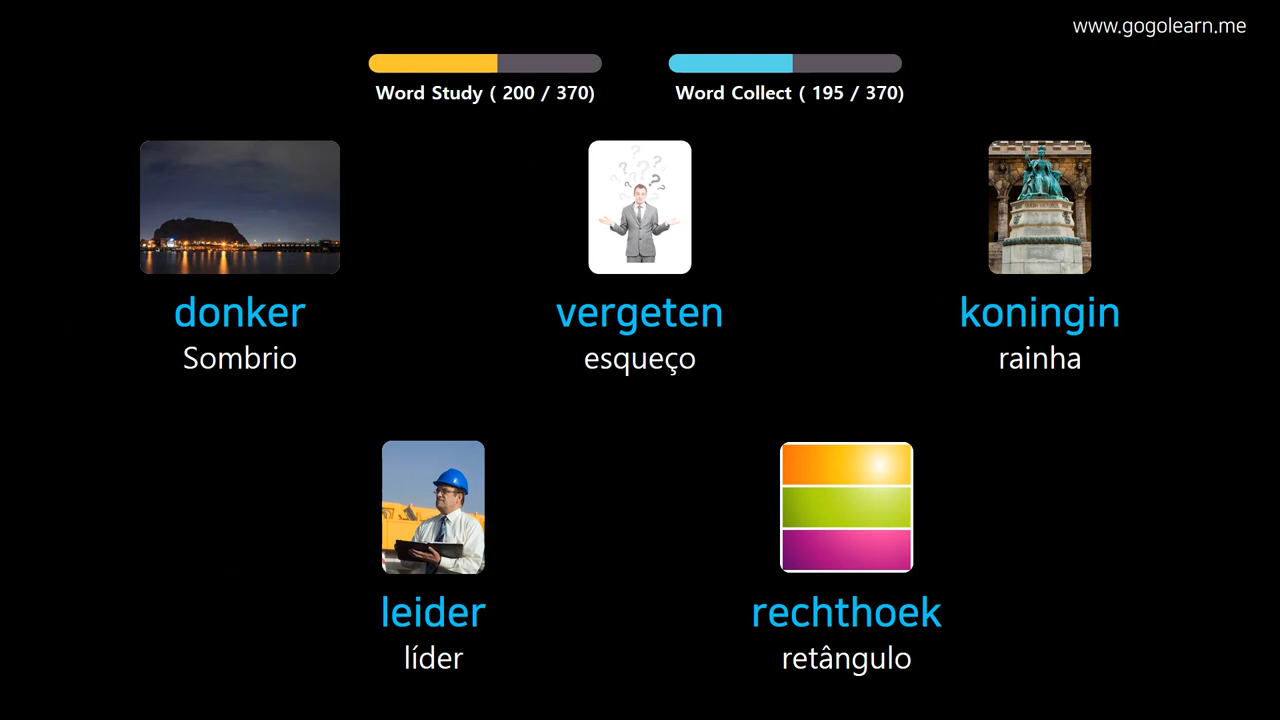 www.gogolearn.me
Word Study ( 200 / 370)
Word Collect ( 195 / 370)
donker
Sombrio
vergeten
esqueço
koningin
rainha
leider
líder
rechthoek
retângulo